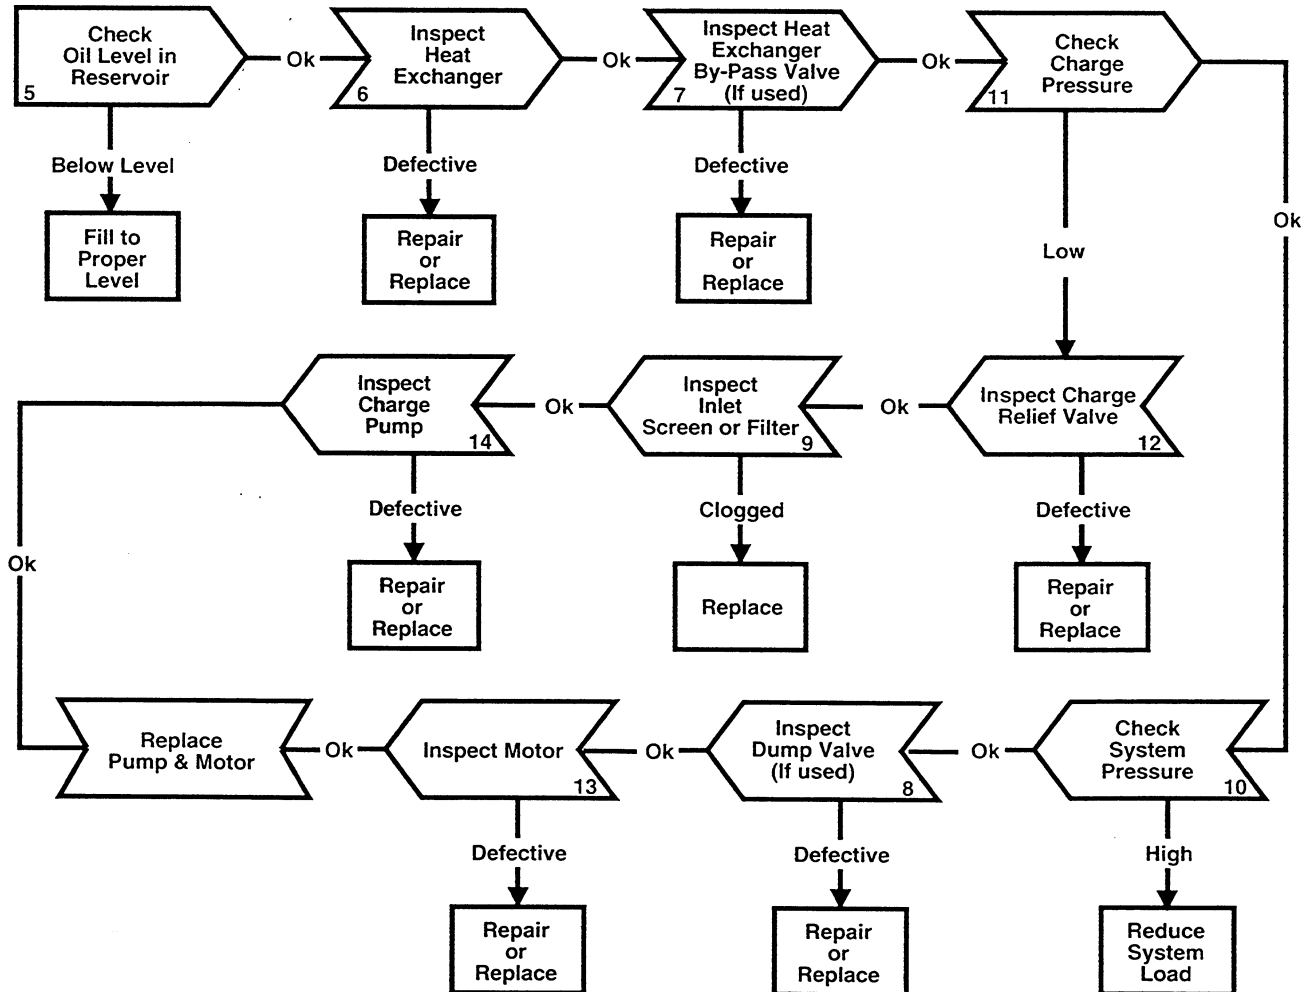 Check
Oil Level in
Reservoir
5
Ok
Inspect
Heat
Exchanger
6
Ok
Inspect Heat
Exchanger
By-Pass Valve
(If used)
7
Ok
Check
Charge
Pressure
11
Below Level
Defective
Defective
Low
Ok
Fill to
Proper
Level
Repair
or
Replace
Repair
or
Replace
Inspect
Charge
Pump
14
Ok
Inspect
Inlet
Screen or Filter
9
Ok
Inspect Charge
Relief Valve
12
Defective
Clogged
Defective
Ok
Repair
or
Replace
Replace
Repair
or
Replace
Replace
Pump & Motor
Ok
Inspect Motor
13
Ok
Inspect
Dump Valve
(If used)
8
Ok
Check
System
Pressure
10
Defective
Defective
High
Repair
or
Replace
Repair
or
Replace
Reduce
System
Load